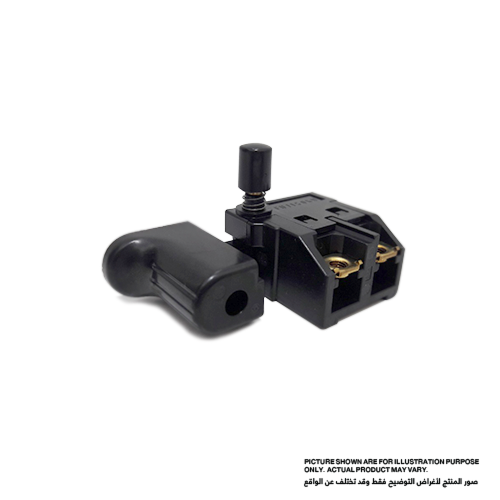 PICTURE SHOWN ARE FOR ILLUSTRATION PURPOSE
ONLY. ACTUAL PRODUCT MAY VARY.
صور المنتج لأغراض التوضيح فقط وقد تختلف عن الواقع